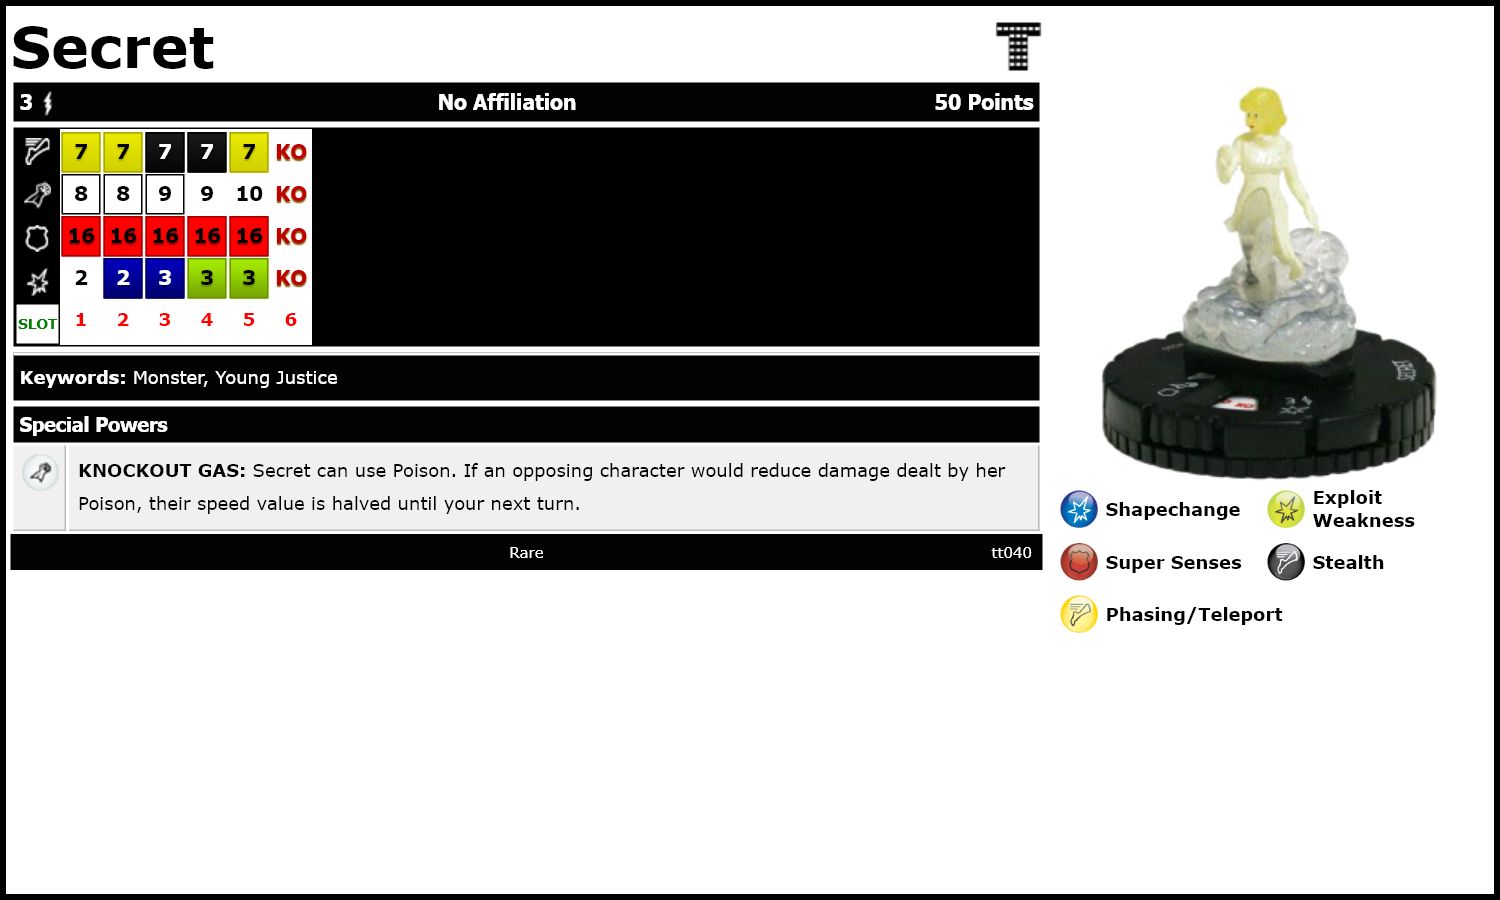 Secret
T
3 No Affiliation 50 Points
7 7 7 7 7 KO
8 8 9 9 10 KO
16 16 16 16 16 KO
2 2 3 3 3 KO
SLOT 1 2 3 4 5 6
Keywords: Monster, Young Justice
Special Powers
KNOCKOUT GAS: Secret can use Poison. If an opposing character would reduce damage dealt by her
Poison, their speed value is halved until your next turn.
Rare tt040
KO
3
Shapechange
Exploit
Weakness
Super Senses
Stealth
Phasing/Teleport